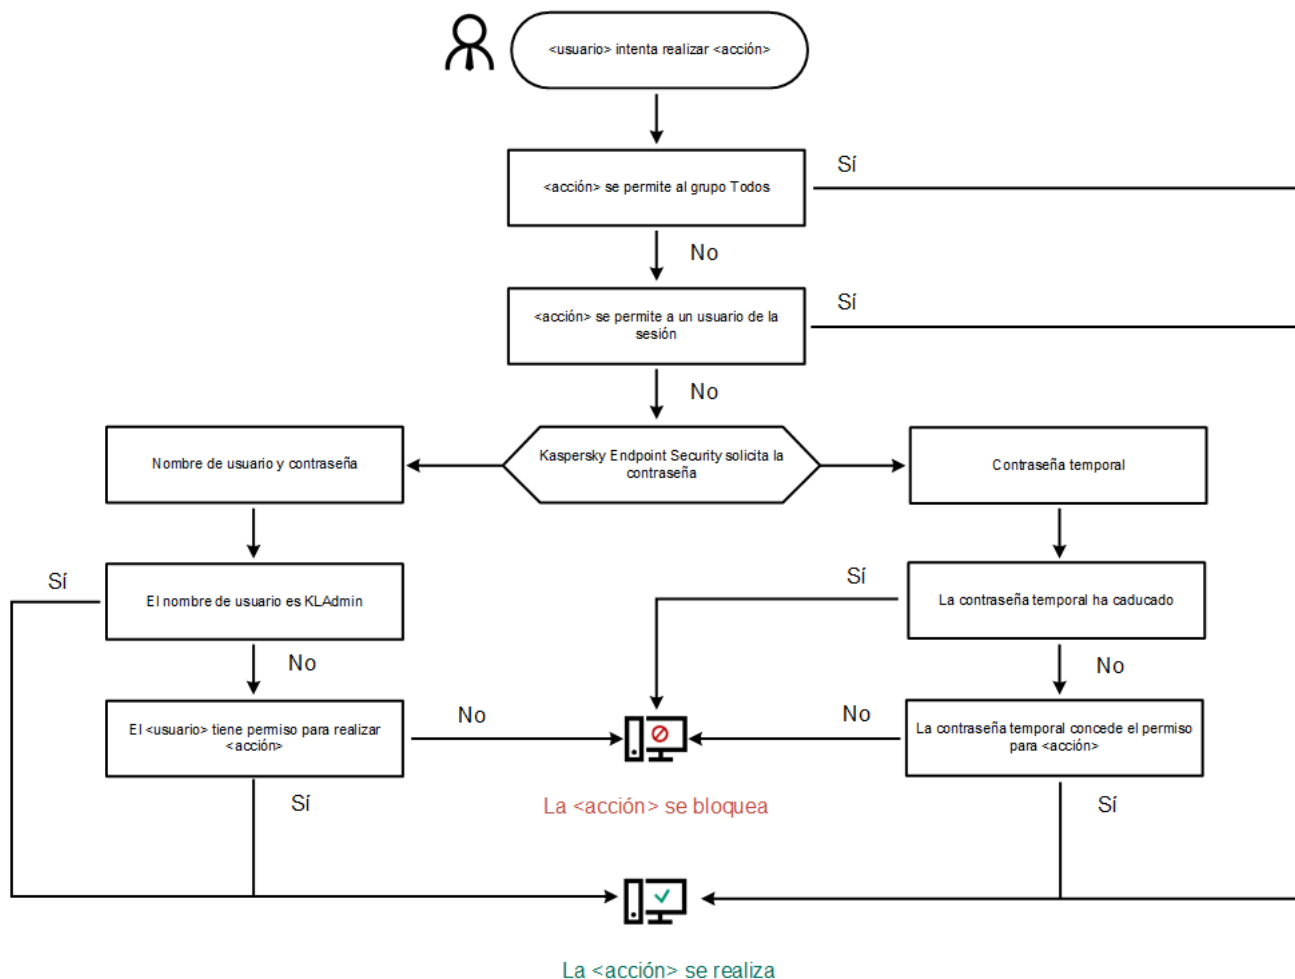 <usuario> intenta realizar <acción>
Sí
<acción> se permite al grupo Todos
No
Sí
<acción> se permite a un usuario de la
sesión
No
Nombre de usuario y contraseña
Kaspersky Endpoint Security solicita la
contraseña
Contraseña temporal
Sí
El nombre de usuario es KLAdmin
Sí
La contraseña temporal ha caducado
No
No
El <usuario> tiene permiso para realizar
<acción>
No
No
La contraseña temporal concede el permiso
para <acción>
Sí
La <acción> se bloquea
Sí
La <acción> se realiza